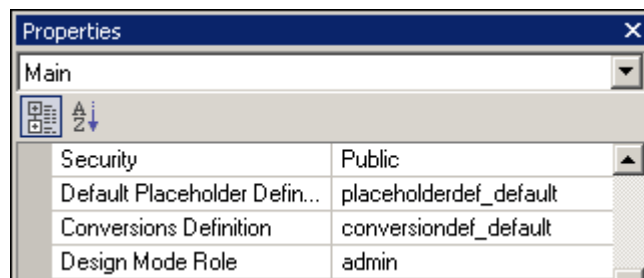 Properties
Main
Security Public
Default Placeholder Defin... placeholderdef_default
Conversions Definition conversiondef_default
Design Mode Role admin